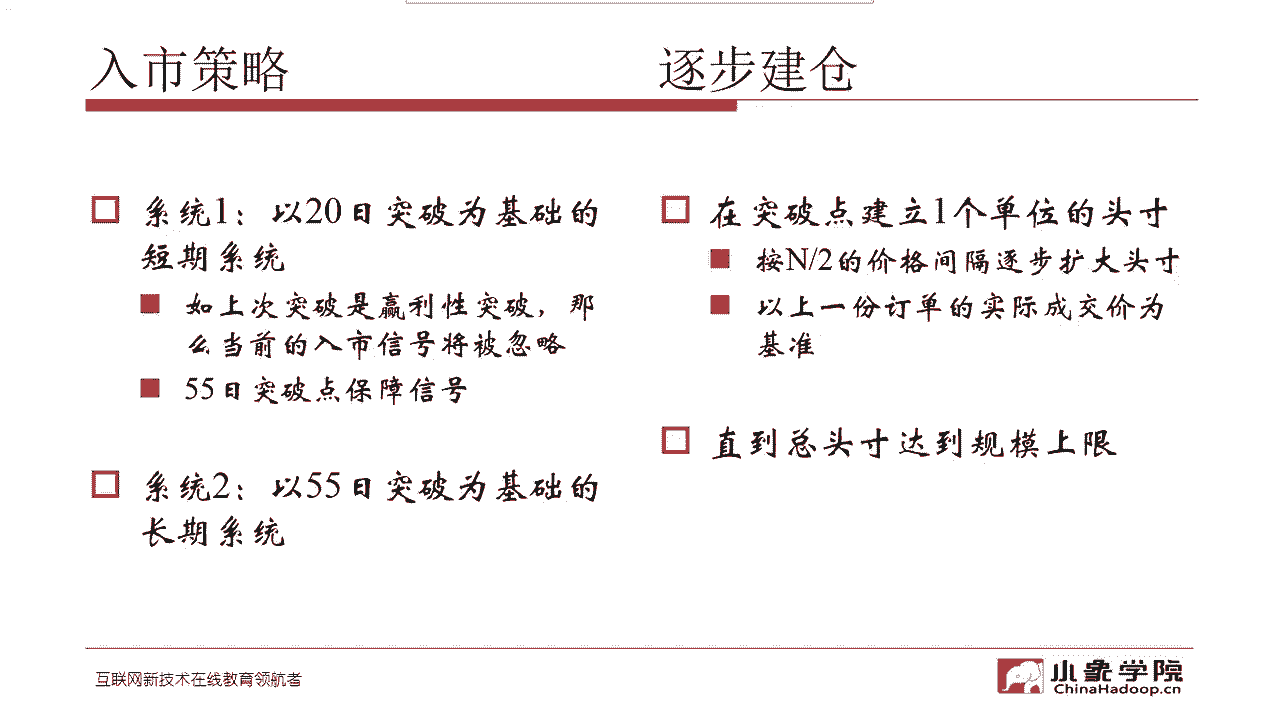 入市策略
逐步建仓
系统1：以20日突破为基础的
短期系统
如上次突破是赢利性突破，那
么当前的入市信号将被忽略
55日突破点保障信号
系统2：以55日突破为基础的
长期系统
在突破点建立1个单位的头寸
按N/2的价格间隔逐步扩大头寸
以上一份订单的实际成交价为
基准
直到总头寸达到规模上限
互联网新技术在线教育领航者
小象学院
ChinaHadoop.cn